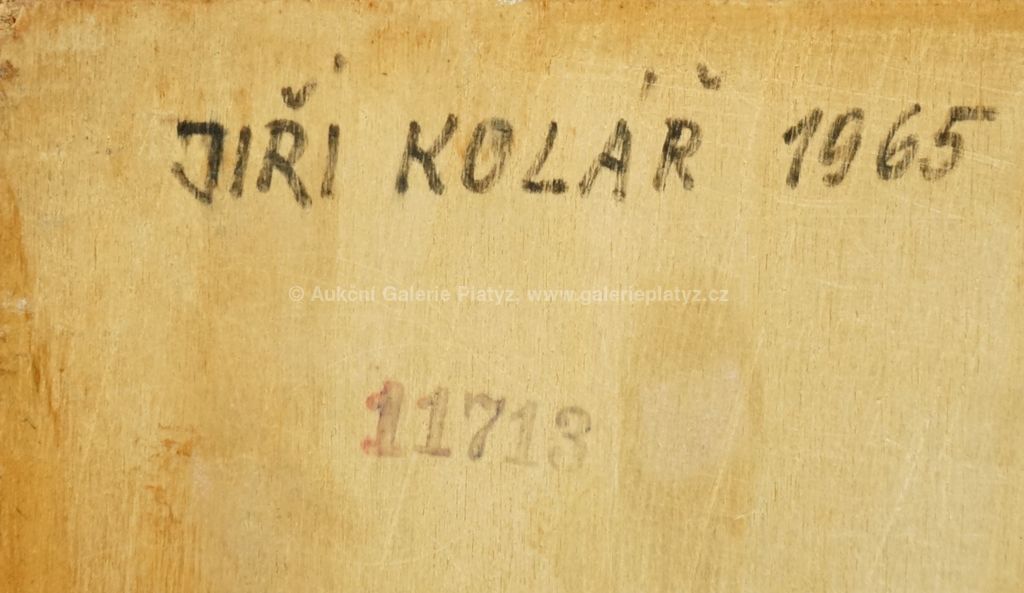 JIŘÍ KOLÁŘ 1965
© Aukční Galerie Platyz, www.galerieplatyz.cz
11713